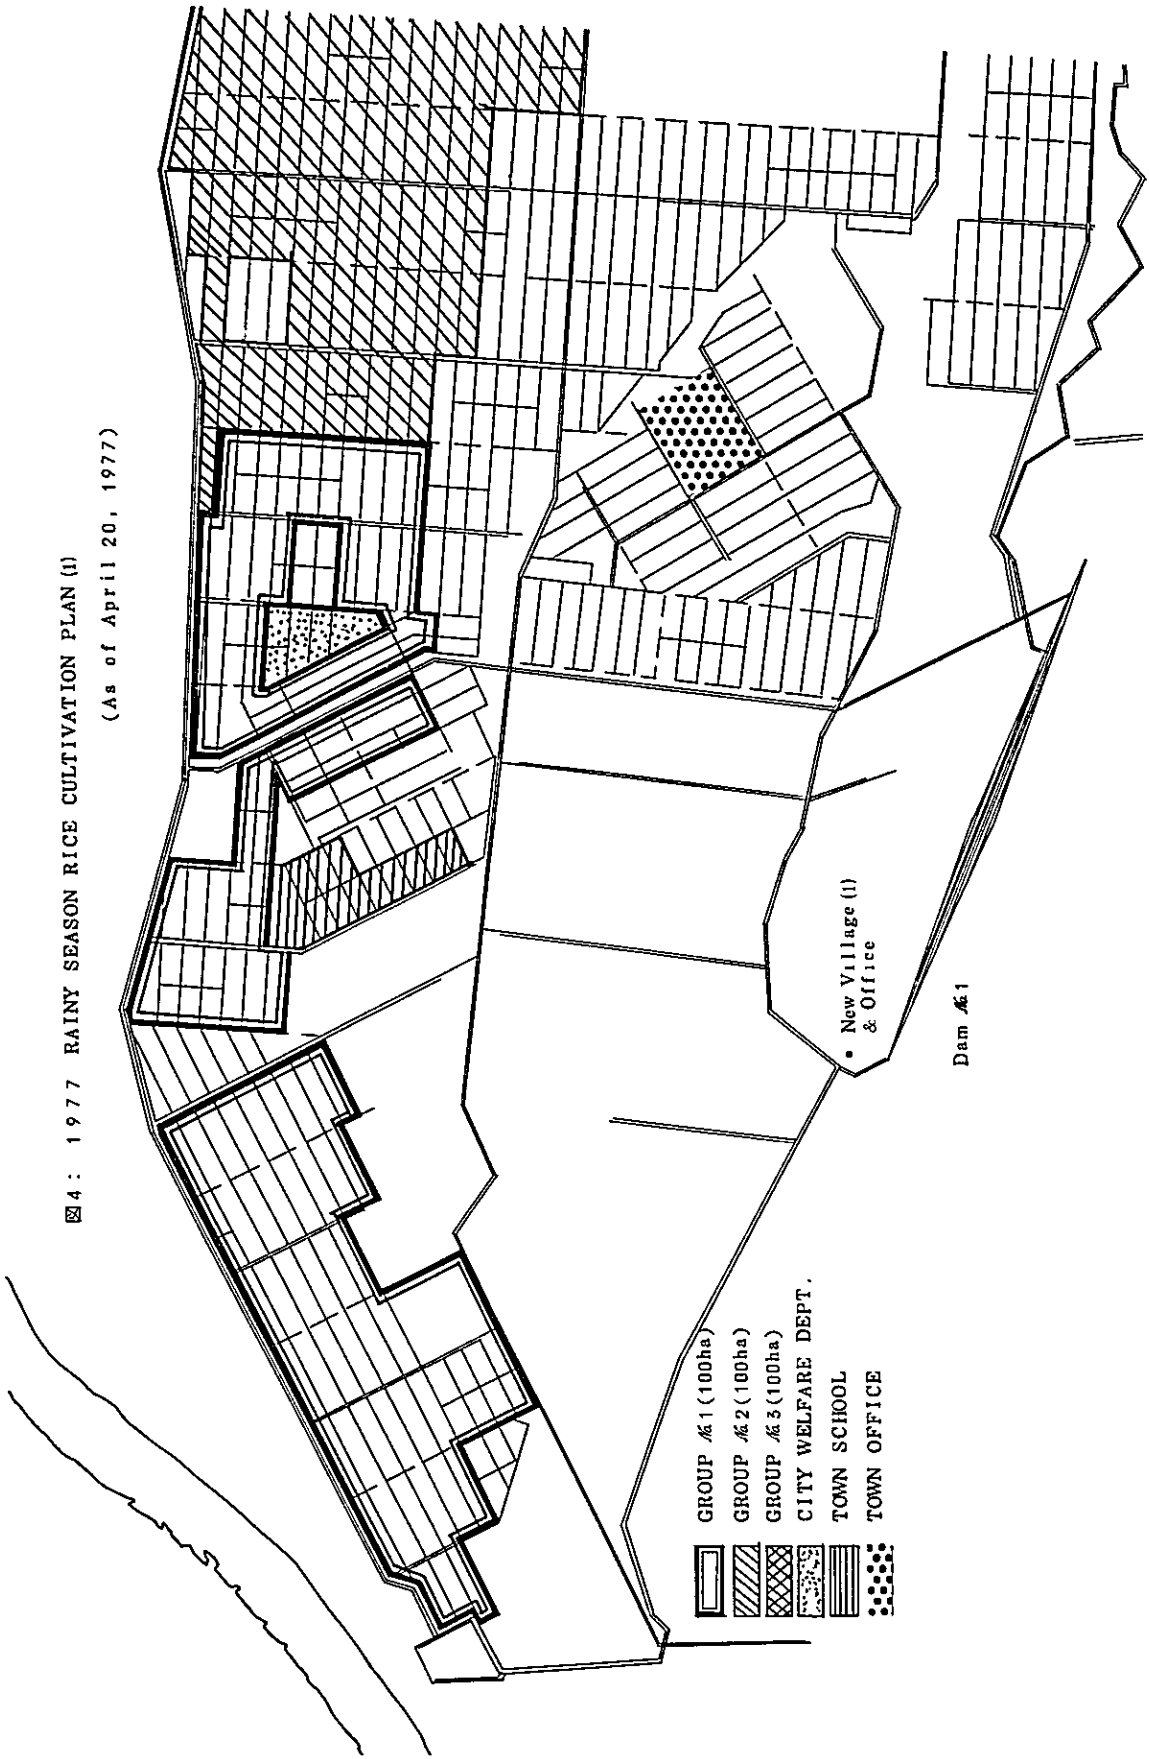 図4: 1977 RAINY SEASON RICE CULTIVATION PLAN (1)
(As of April 20, 1977)
New Village (1)
& Office
Dam №1
GROUP №1 (100ha)
GROUP №2 (100ha)
GROUP №3 (100ha)
CITY WELFARE DEPT.
TOWN SCHOOL
TOWN OFFICE